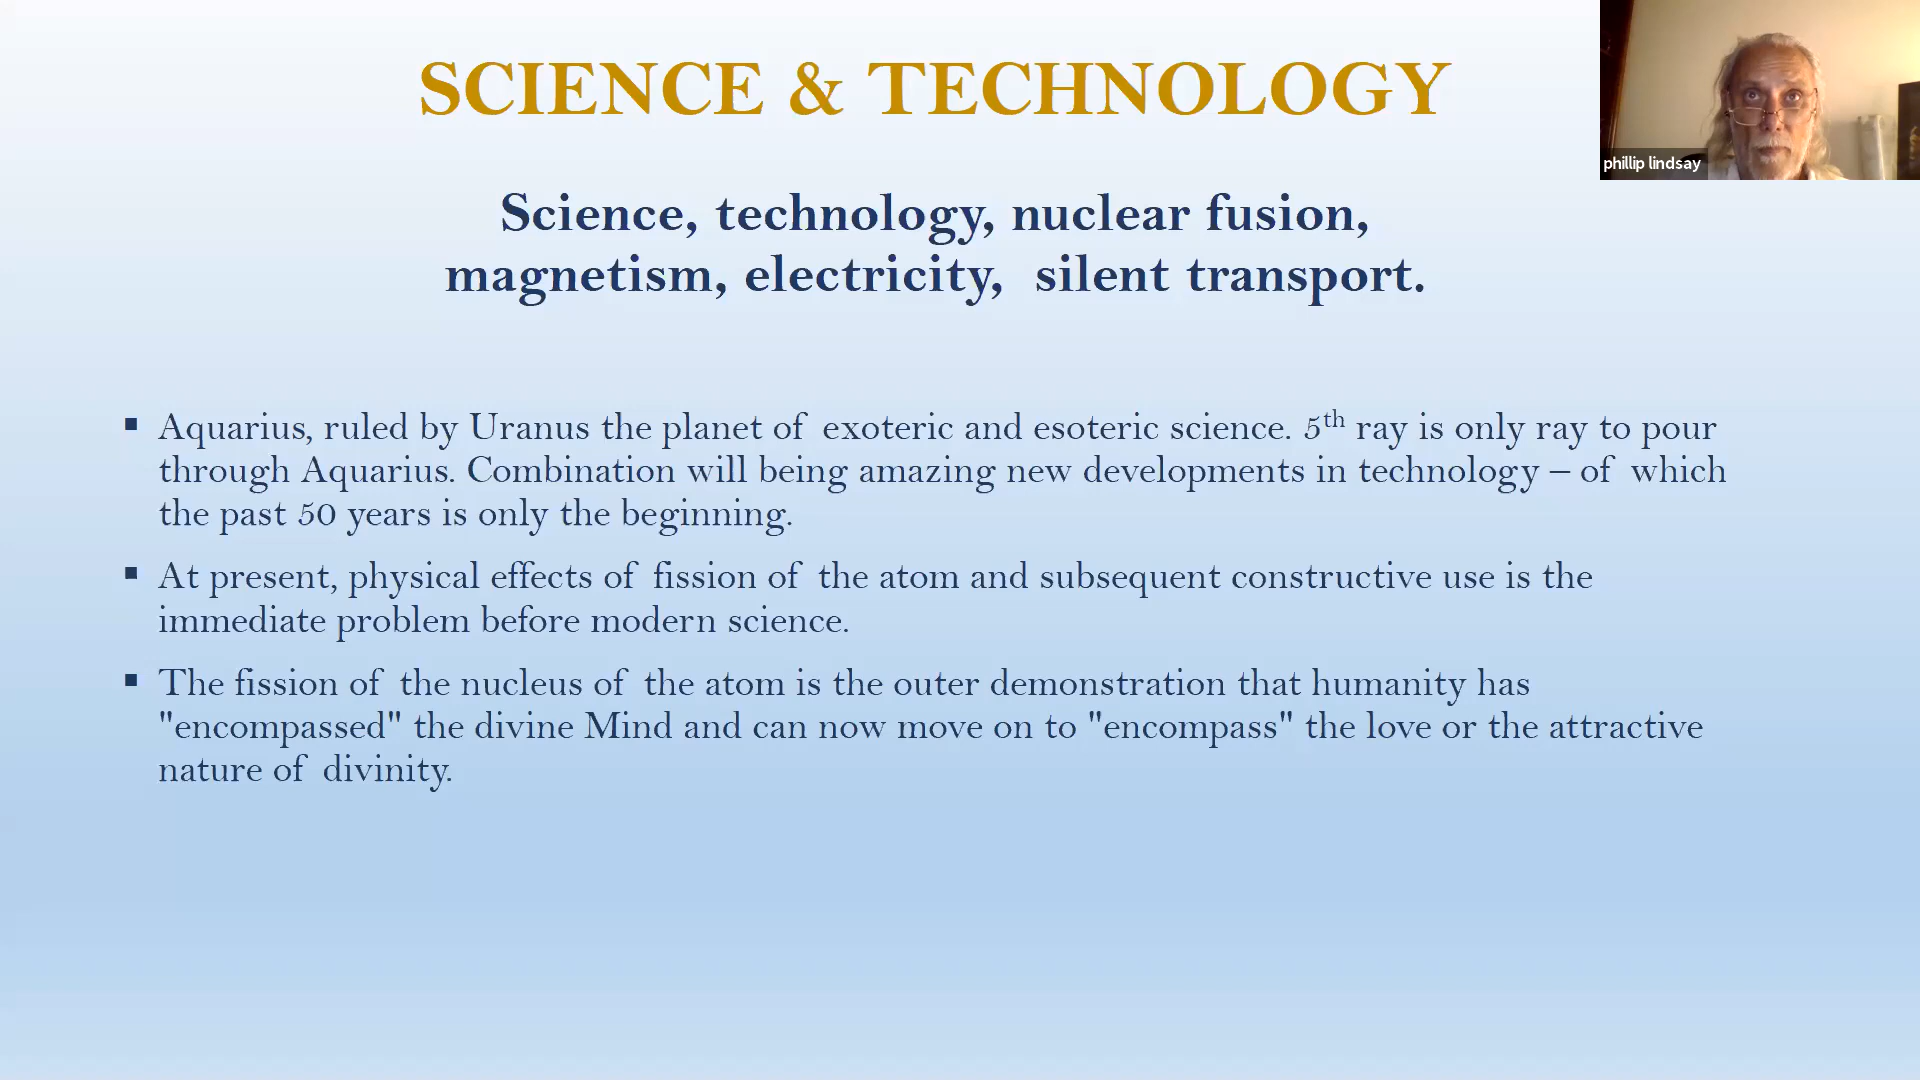 SCIENCE & TECHNOLOGY
phillip lindsay
Science, technology, nuclear fusion,
magnetism, electricity, silent transport.
▪ Aquarius, ruled by Uranus the planet of exoteric and esoteric science. 5th ray is only ray to pour
through Aquarius. Combination will being amazing new developments in technology – of which
the past 50 years is only the beginning.
▪ At present, physical effects of fission of the atom and subsequent constructive use is the
immediate problem before modern science.
▪ The fission of the nucleus of the atom is the outer demonstration that humanity has
"encompassed" the divine Mind and can now move on to "encompass" the love or the attractive
nature of divinity.